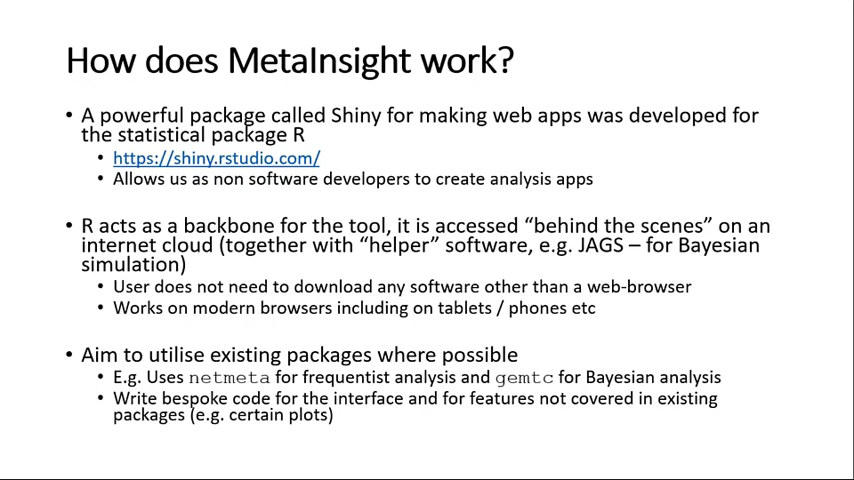 How does MetaInsight work?
• A powerful package called Shiny for making web apps was developed for
the statistical package R
• https://shiny.rstudio.com/
• Allows us as non software developers to create analysis apps
• R acts as a backbone for the tool, it is accessed “behind the scenes” on an
internet cloud (together with “helper” software, e.g. JAGS – for Bayesian
simulation)
• User does not need to download any software other than a web-browser
• Works on modern browsers including on tablets / phones etc
• Aim to utilise existing packages where possible
• E.g. Uses netmeta for frequentist analysis and gemtc for Bayesian analysis
• Write bespoke code for the interface and for features not covered in existing
packages (e.g. certain plots)